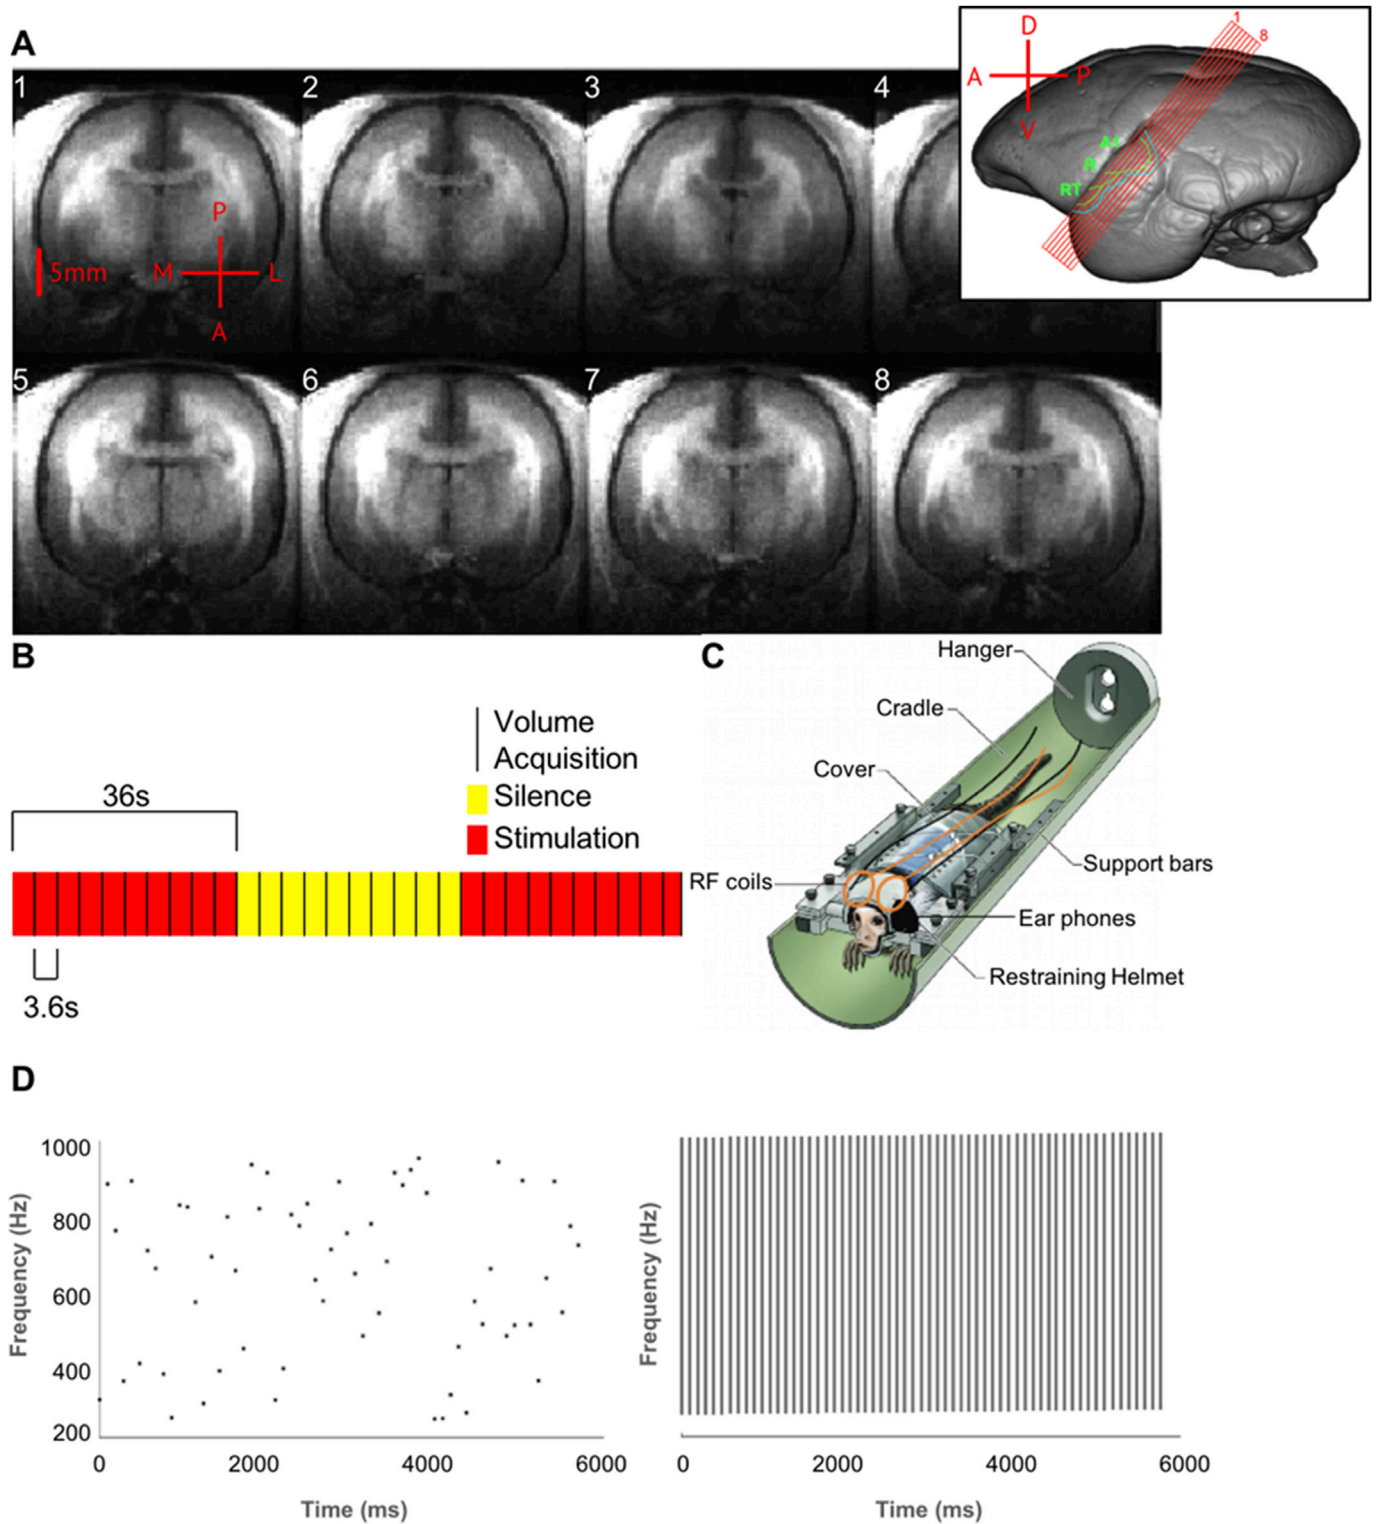 A
1
2
3
4
P
M
L
A
5mm
5
6
7
8
D
A
P
V
1
8
A1
R
RT
B
Volume
Acquisition
Silence
Stimulation
36s
3.6s
C
Hanger
Cradle
Cover
RF coils
Support bars
Ear phones
Restraining Helmet
D
1000
800
600
400
200
Frequency (Hz)
0 2000 4000 6000
Time (ms)
Frequency (Hz)
0 2000 4000 6000
Time (ms)